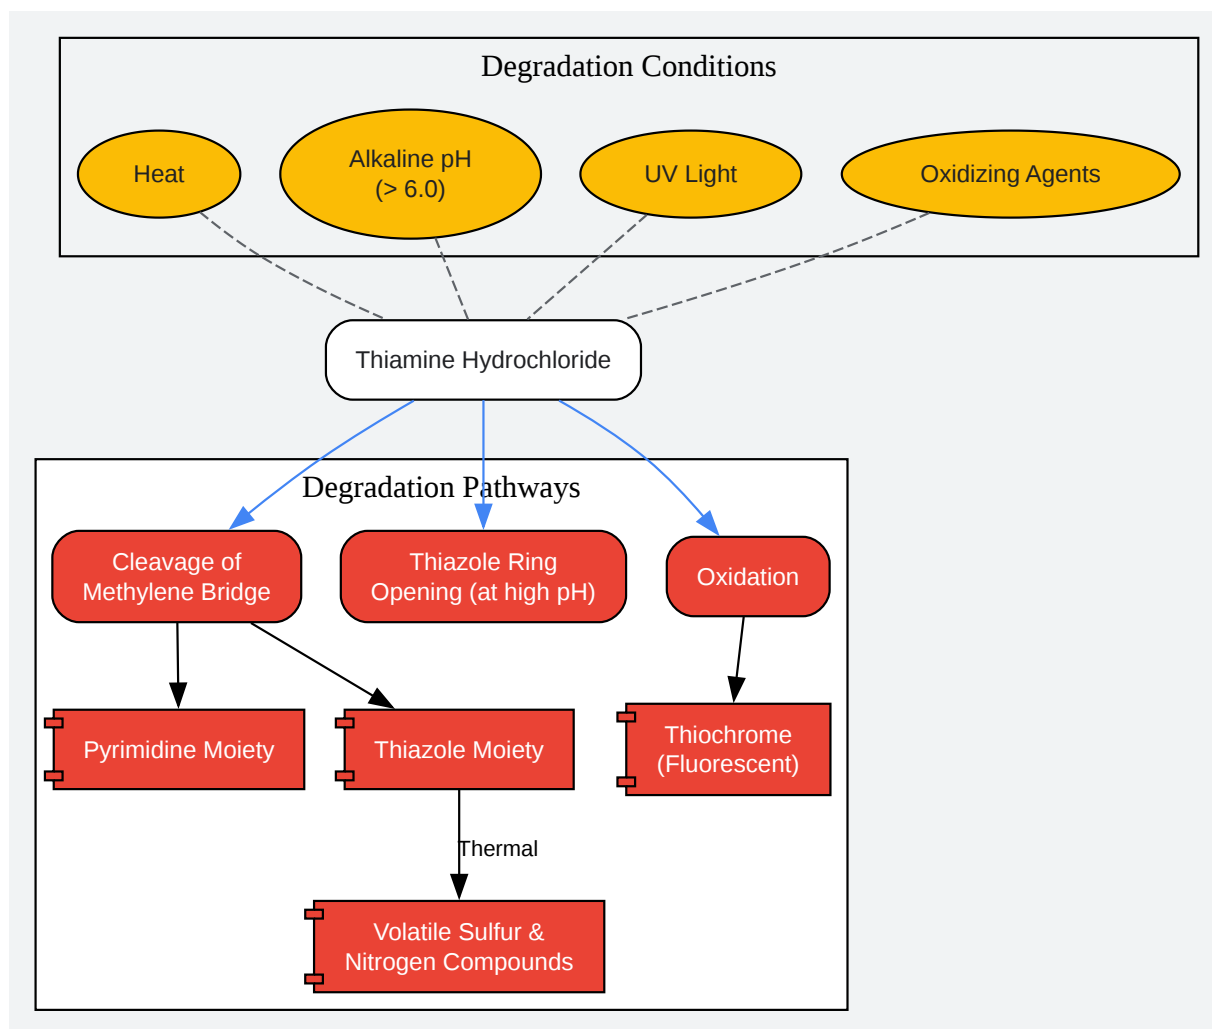 Degradation Conditions
Heat
Alkaline pH
(> 6.0)
UV Light
Oxidizing Agents
Thiamine Hydrochloride
Degradation Pathways
Cleavage of
Methylene Bridge
Thiazole Ring
Opening (at high pH)
Oxidation
Pyrimidine Moiety
Thiazole Moiety
Thiochrome
(Fluorescent)
Thermal
Volatile Sulfur &
Nitrogen Compounds